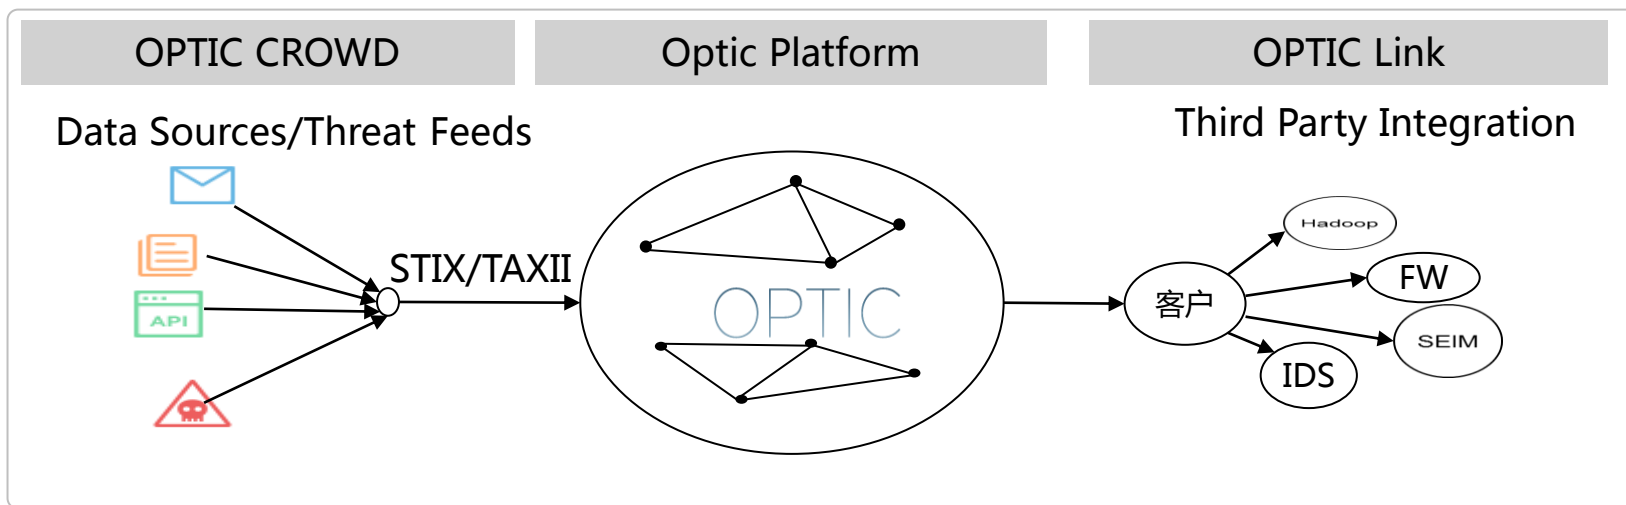 OPTIC CROWD
Optic Platform
OPTIC Link
Data Sources/Threat Feeds
Third Party Integration
STIX/TAXII
API
OPTIC
客户
Hadoop
FW
SEIM
IDS